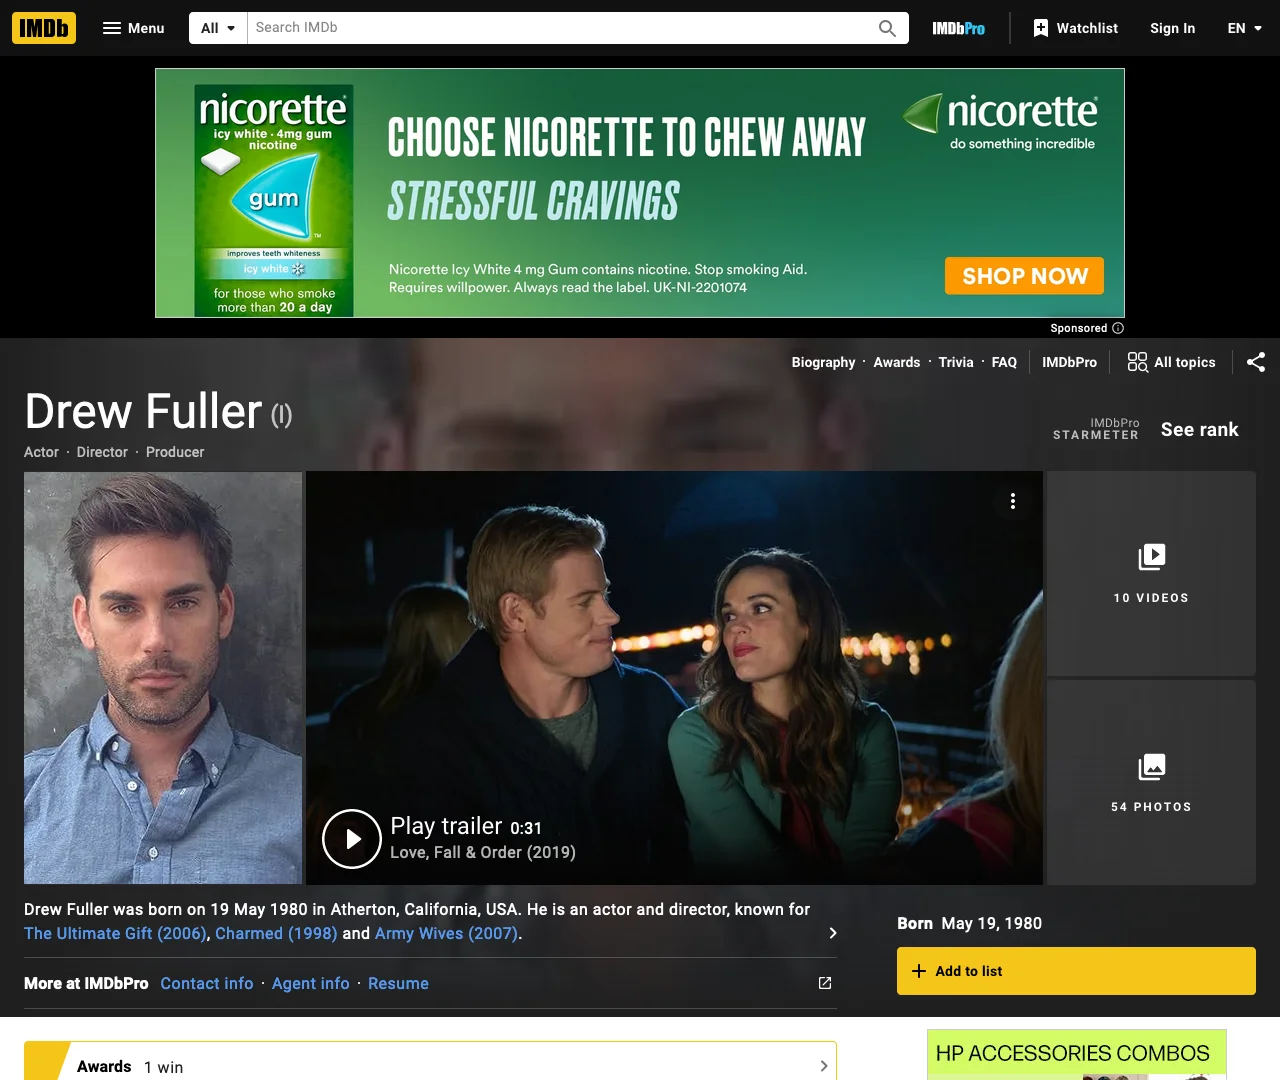 IMDb
Menu
All
Search IMDb
IMDbPro
Watchlist
Sign In
EN
nicorette
icy white · 4mg gum
nicotine
gum
TM
improves teeth whiteness
icy white
for those who smoke
more than 20 a day
CHOOSE NICORETTE TO CHEW AWAY
STRESSFUL CRAVINGS
Nicorette Icy White 4 mg Gum contains nicotine. Stop smoking Aid.
Requires willpower. Always read the label. UK-NI-2201074
nicorette
do something incredible
SHOP NOW
Sponsored
Biography · Awards · Trivia · FAQ
IMDbPro
All topics
Drew Fuller (I)
Actor · Director · Producer
IMDbPro
STARMETER
See rank
10 VIDEOS
54 PHOTOS
Play trailer 0:31
Love, Fall & Order (2019)
Drew Fuller was born on 19 May 1980 in Atherton, California, USA. He is an actor and director, known for
The Ultimate Gift (2006), Charmed (1998) and Army Wives (2007).
Born May 19, 1980
Add to list
More at IMDbPro Contact info · Agent info · Resume
Awards 1 win
HP ACCESSORIES COMBOS